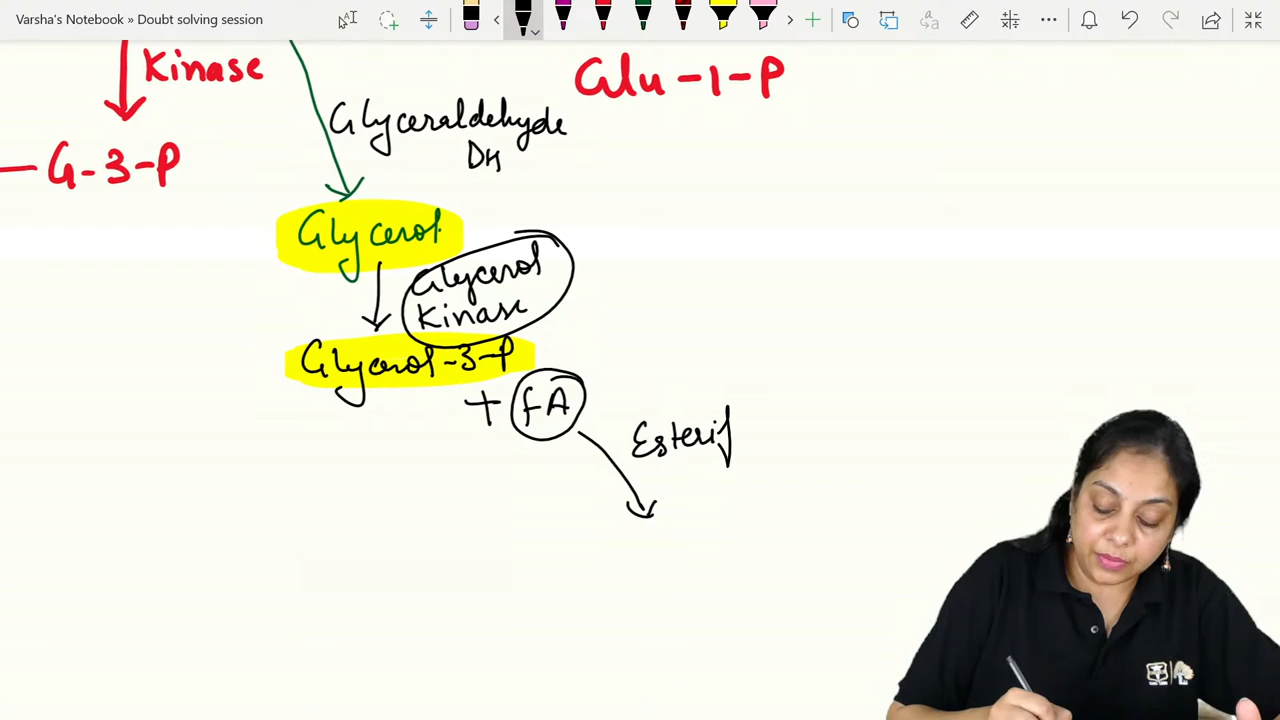 Varsha's Notebook » Doubt solving session
Kinase
Glu-1-P
Glyceraldehyde
DH
G-3-P
Glycerol
Glycerol
Kinase
Glycerol-3-P
+ fA
Esterif